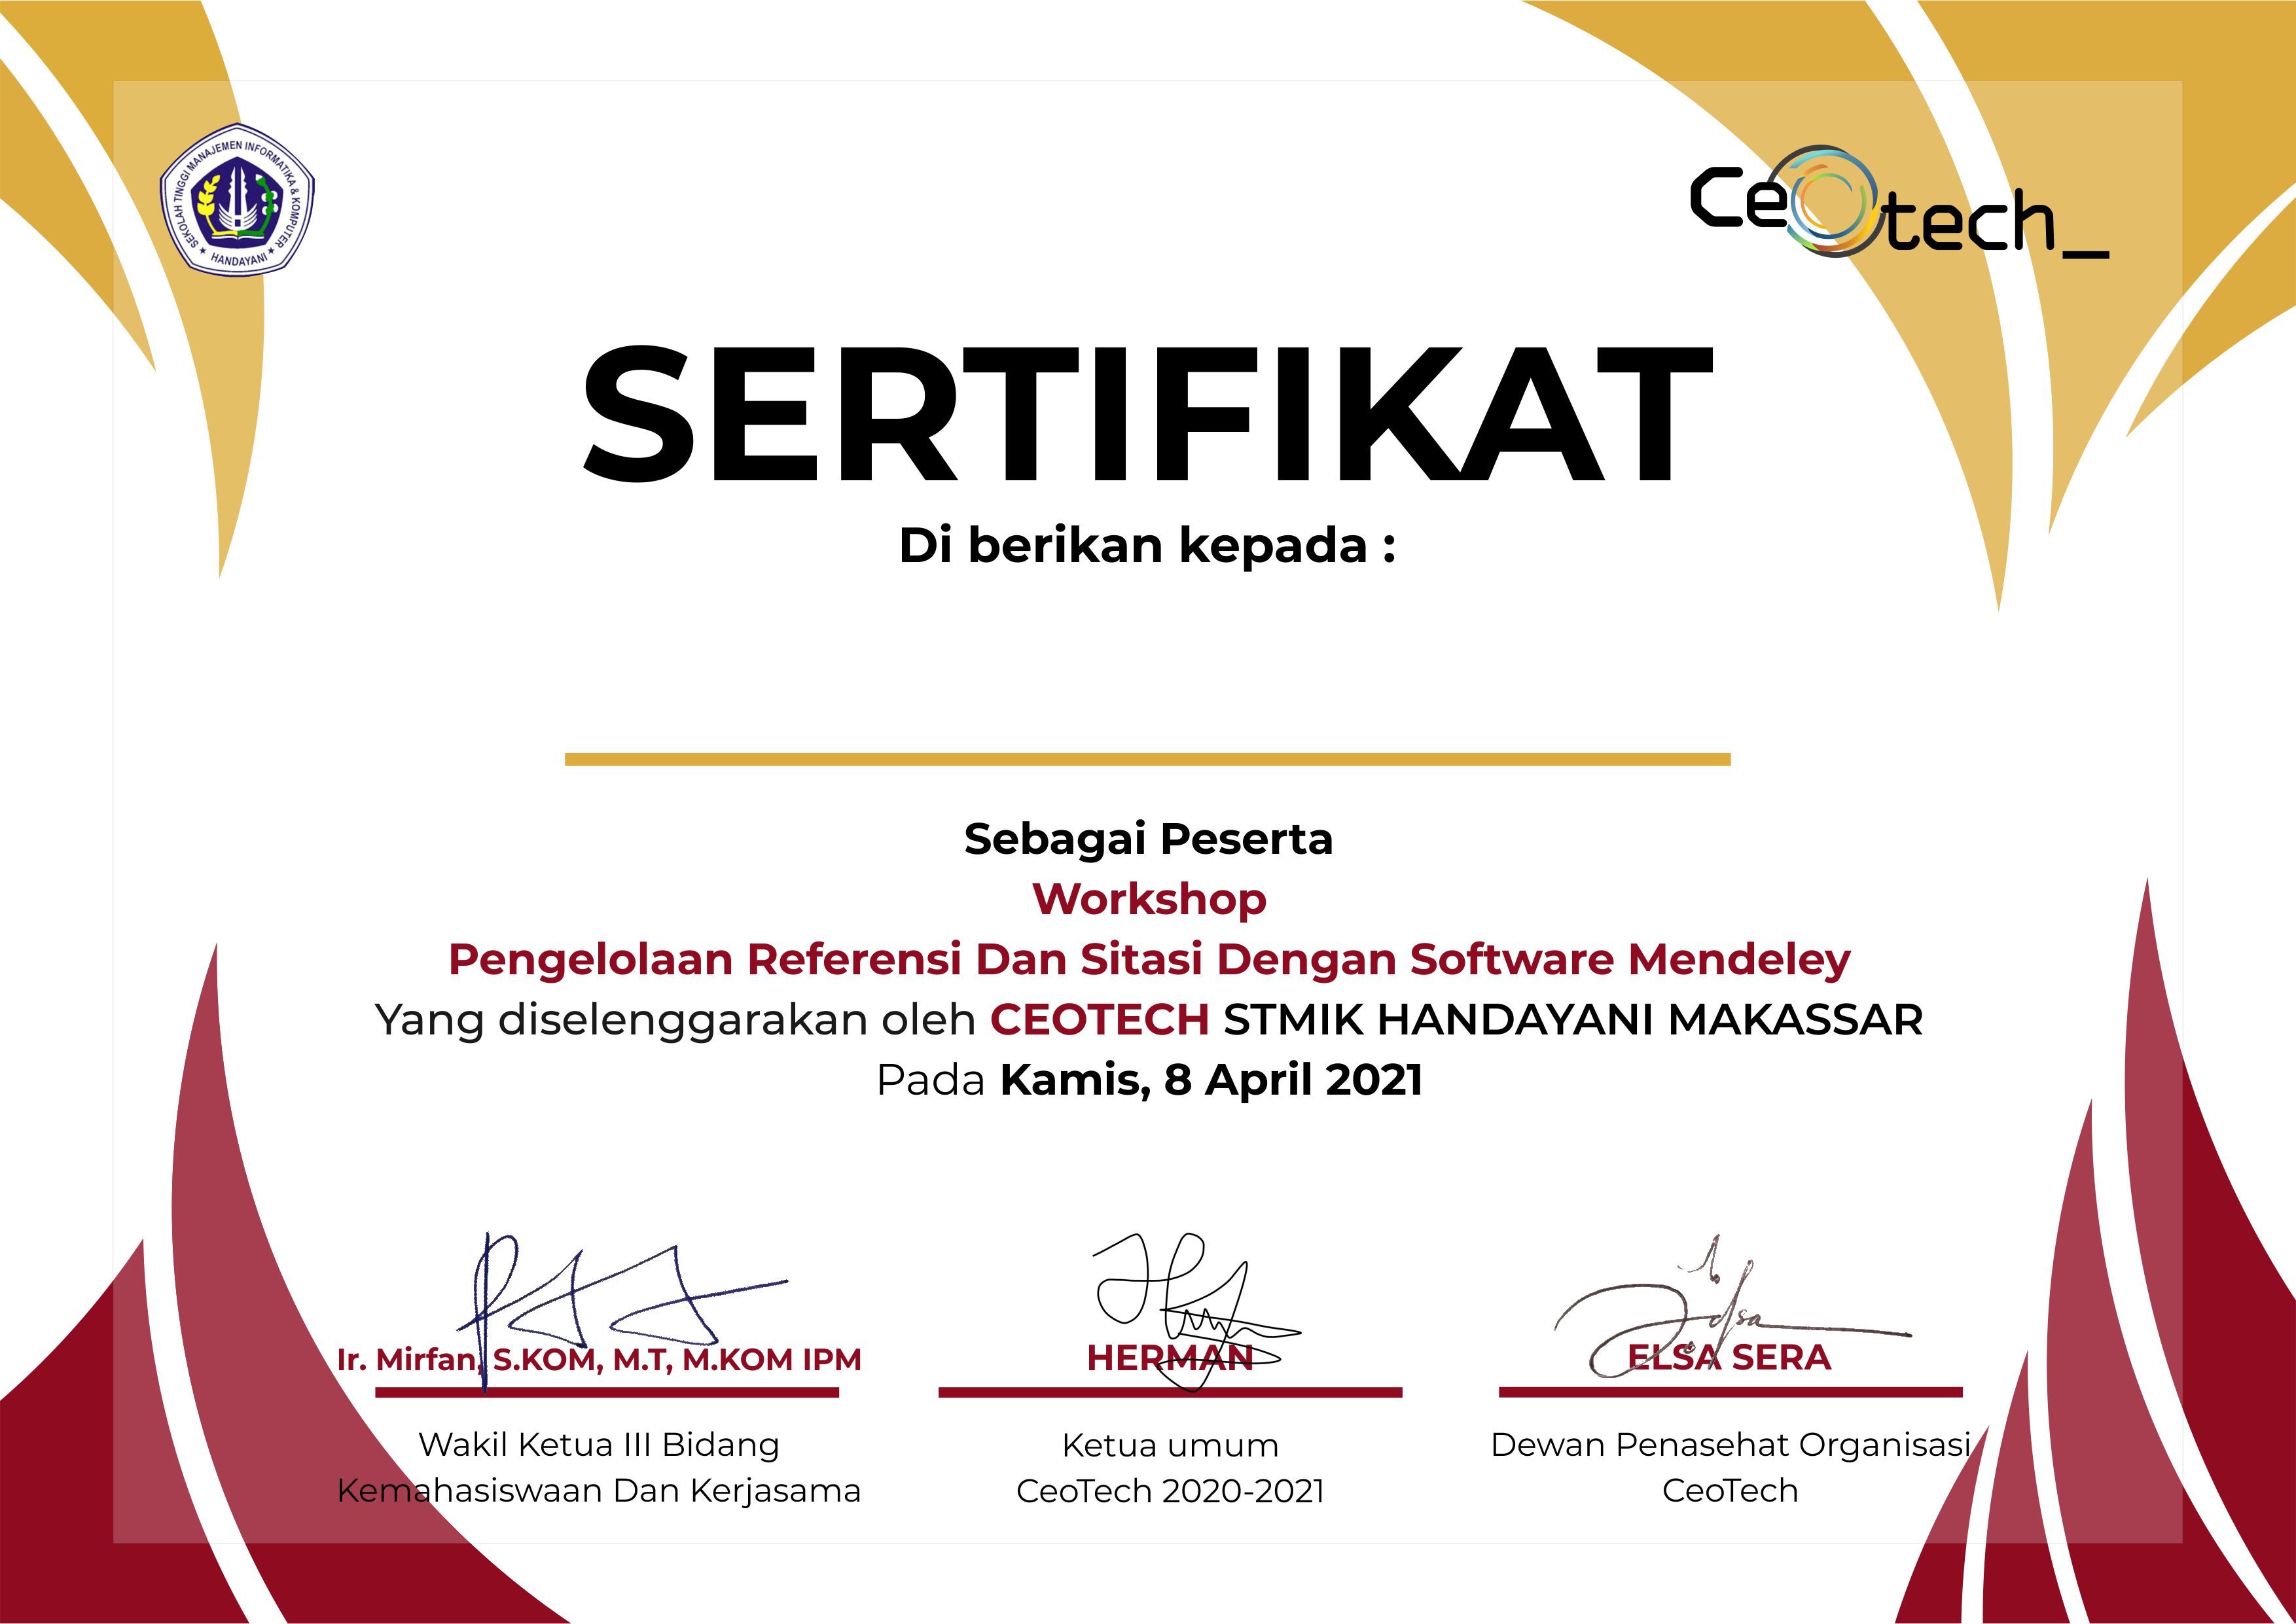 SEKOLAH TINGGI MANAJEMEN INFORMATIKA & KOMPUTER
★ HANDAYANI ★
Ceotech_
SERTIFIKAT
Di berikan kepada :
Sebagai Peserta
Workshop
Pengelolaan Referensi Dan Sitasi Dengan Software Mendeley
Yang diselenggarakan oleh CEOTECH STMIK HANDAYANI MAKASSAR
Pada Kamis, 8 April 2021
Ir. Mirfan, S.KOM, M.T, M.KOM IPM
Wakil Ketua III Bidang
Kemahasiswaan Dan Kerjasama
HERMAN
Ketua umum
CeoTech 2020-2021
ELSA SERA
Dewan Penasehat Organisasi
CeoTech